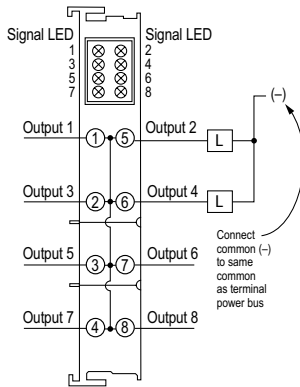 Signal LED Signal LED
1 2
3 4
5 6
7 8
(–)
Output 1 1 5 Output 2 L
Output 3 2 6 Output 4 L
Connect
common (–)
to same
common
as terminal
power bus
Output 5 3 7 Output 6
Output 7 4 8 Output 8